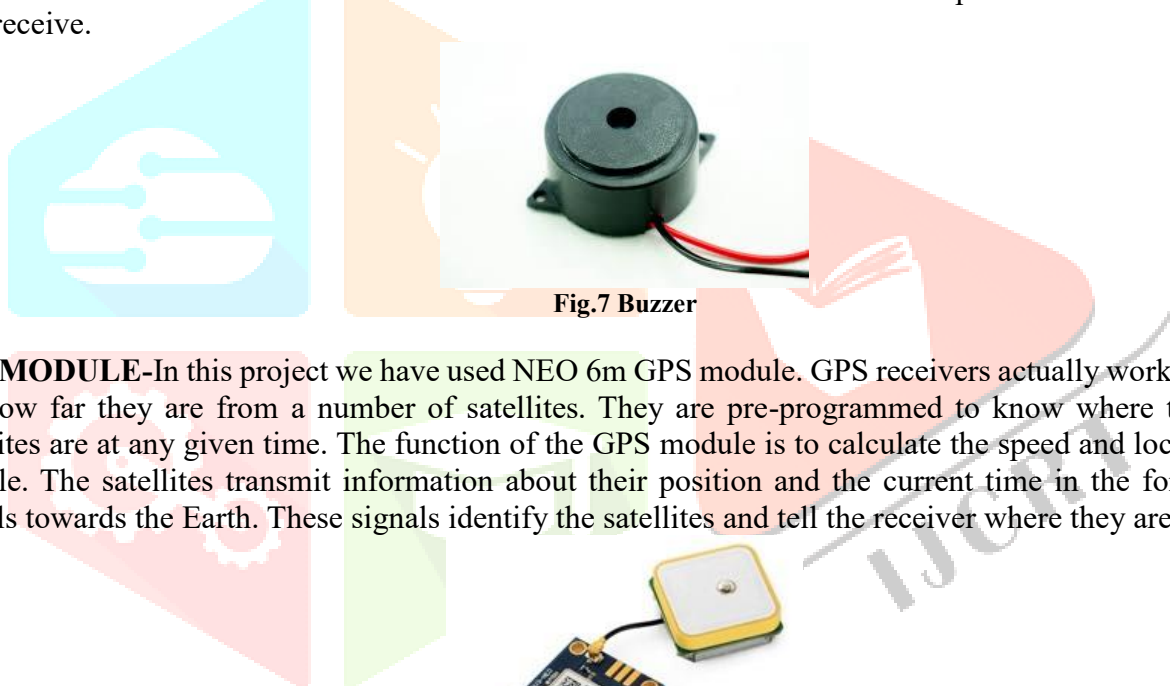 receive.
Fig.7 Buzzer
MODULE-In this project we have used NEO 6m GPS module. GPS receivers actually work
ow far they are from a number of satellites. They are pre-programmed to know where t
ites are at any given time. The function of the GPS module is to calculate the speed and loc
le. The satellites transmit information about their position and the current time in the for
ls towards the Earth. These signals identify the satellites and tell the receiver where they are
IJCRT